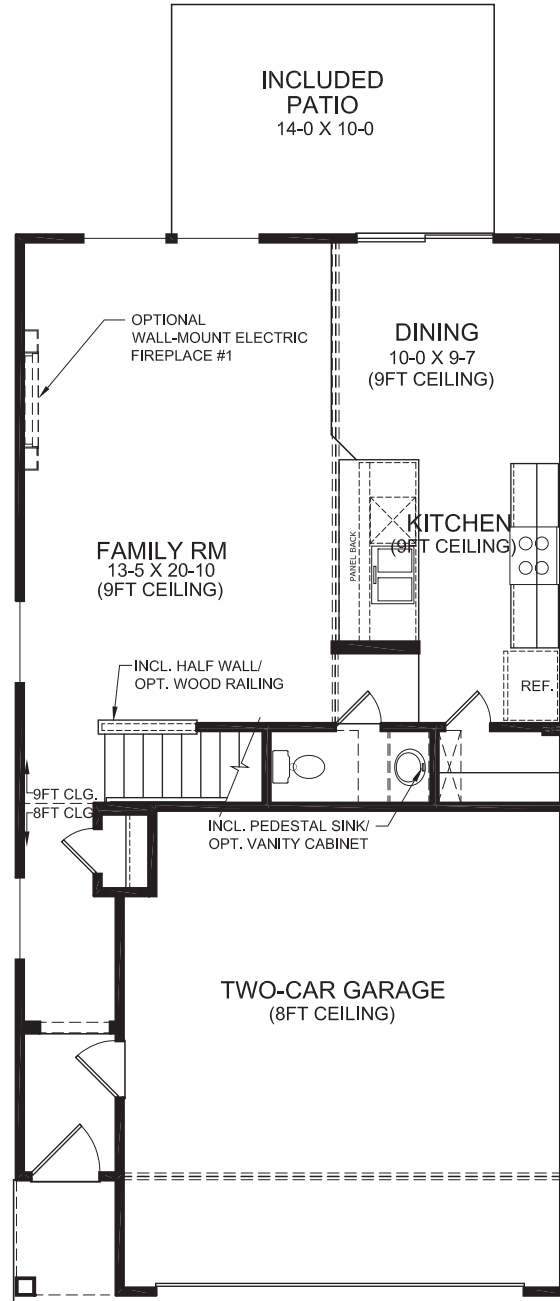 INCLUDED
PATIO
14-0 X 10-0
OPTIONAL
WALL-MOUNT ELECTRIC
FIREPLACE #1
DINING
10-0 X 9-7
(9FT CEILING)
PANEL BACK
KITCHEN
(9FT CEILING)
FAMILY RM
13-5 X 20-10
(9FT CEILING)
INCL. HALF WALL/
OPT. WOOD RAILING
REF.
9FT CLG.
8FT CLG.
INCL. PEDESTAL SINK/
OPT. VANITY CABINET
TWO-CAR GARAGE
(8FT CEILING)